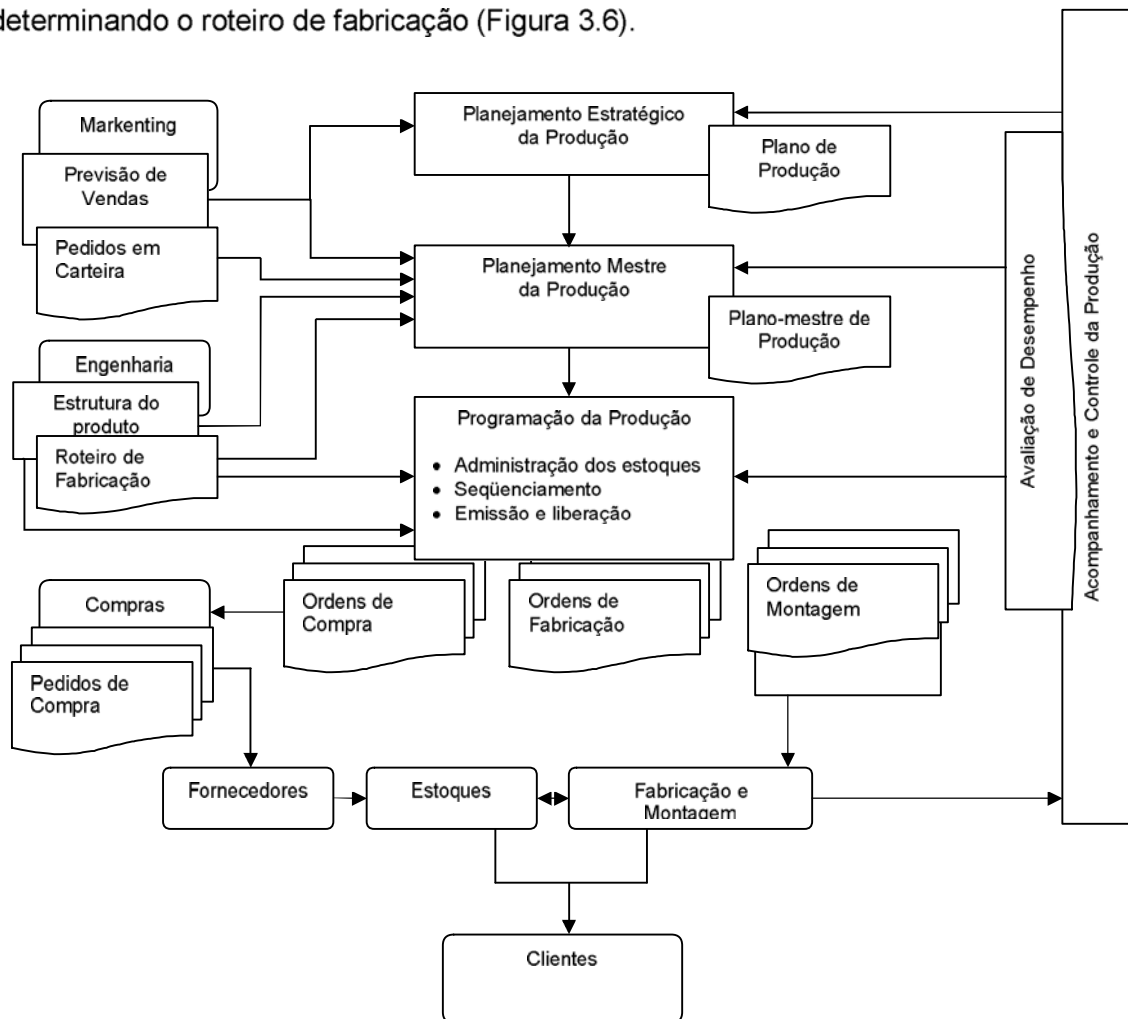 determinando o roteiro de fabricação (Figura 3.6).
Markenting
Previsão de
Vendas
Pedidos em
Carteira
Planejamento Estratégico
da Produção
Plano de
Produção
Planejamento Mestre
da Produção
Plano-mestre de
Produção
Engenharia
Estrutura do
produto
Roteiro de
Fabricação
Programação da Produção
• Administração dos estoques
• Seqüenciamento
• Emissão e liberação
Avaliação de Desempenho
Acompanhamento e Controle da Produção
Compras
Pedidos de
Compra
Ordens de
Compra
Ordens de
Fabricação
Ordens de
Montagem
Fornecedores
Estoques
Fabricação e
Montagem
Clientes